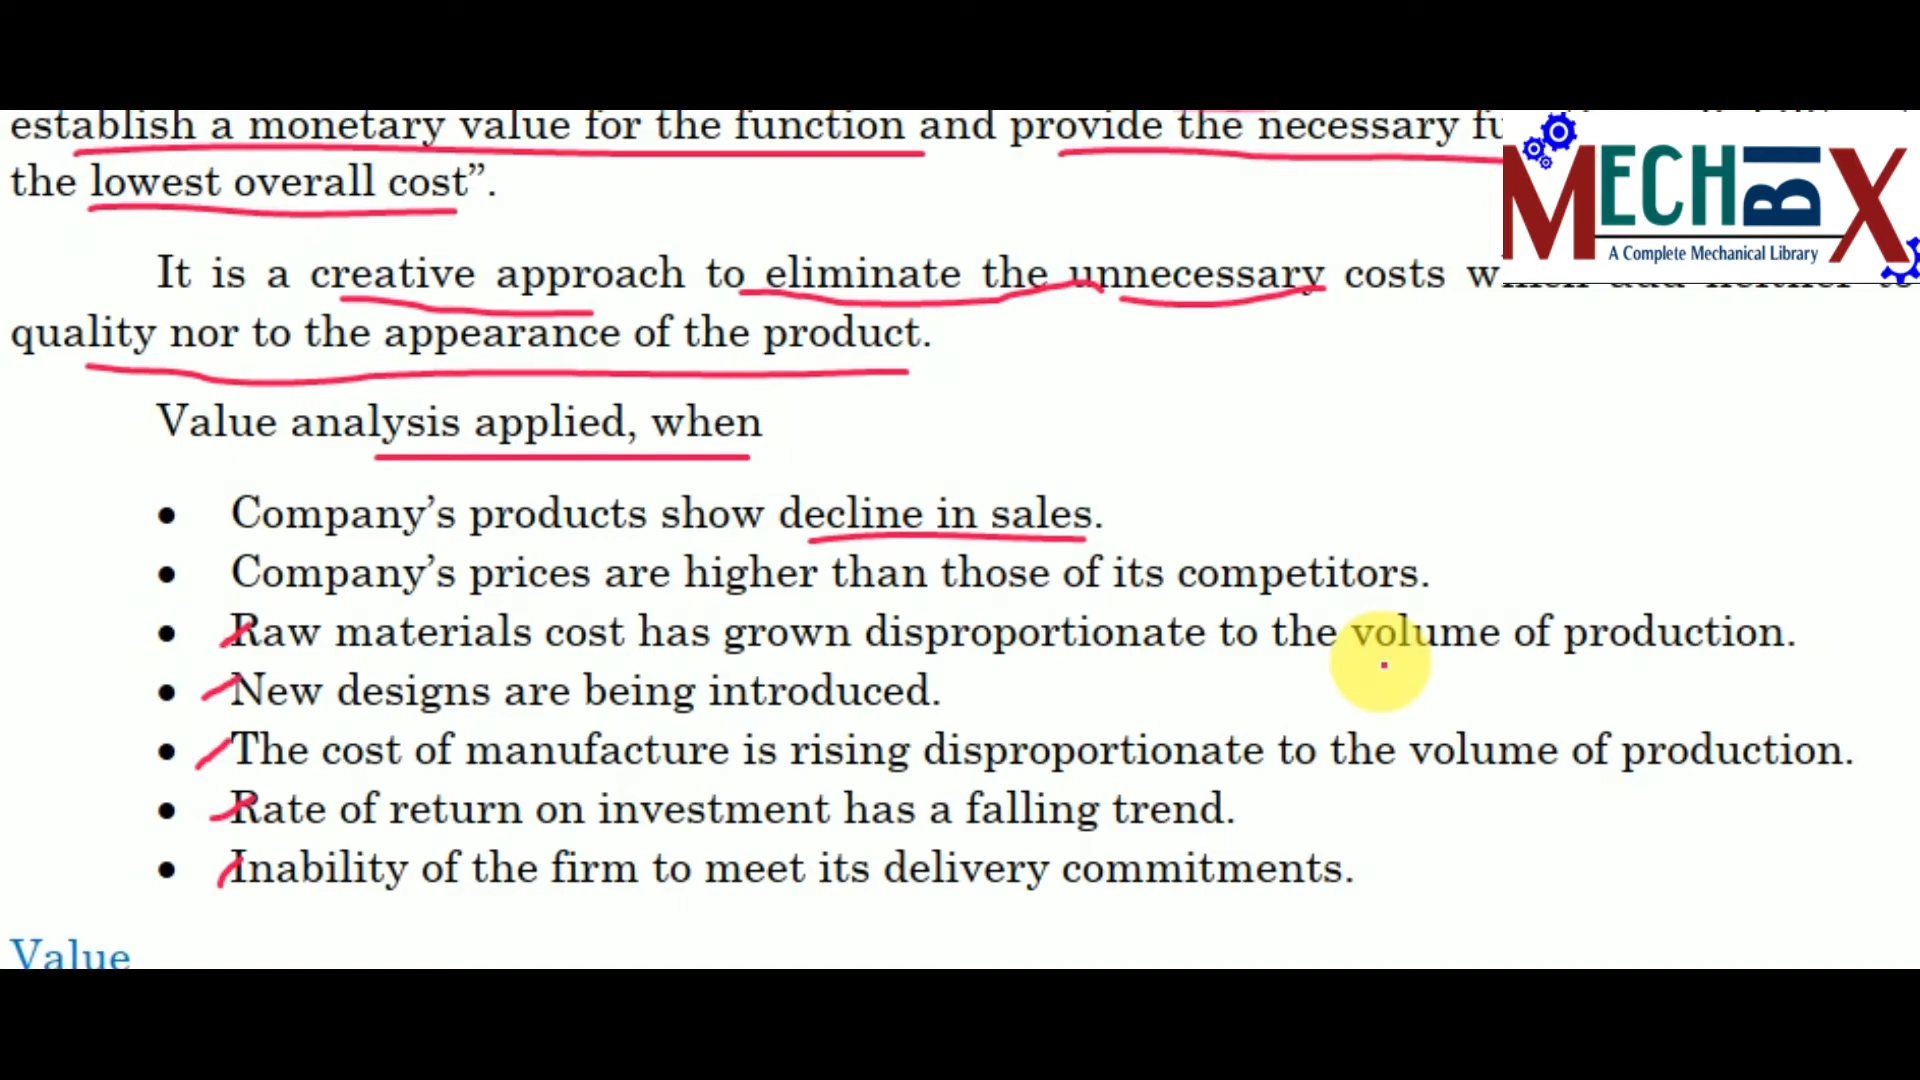 establish a monetary value for the function and provide the necessary
the lowest overall cost”.
It is a creative approach to eliminate the unnecessary costs which add neither to
quality nor to the appearance of the product.
Value analysis applied, when
• Company’s products show decline in sales.
• Company’s prices are higher than those of its competitors.
• Raw materials cost has grown disproportionate to the volume of production.
• New designs are being introduced.
• The cost of manufacture is rising disproportionate to the volume of production.
• Rate of return on investment has a falling trend.
• Inability of the firm to meet its delivery commitments.
Value
MECHBIX
A Complete Mechanical Library